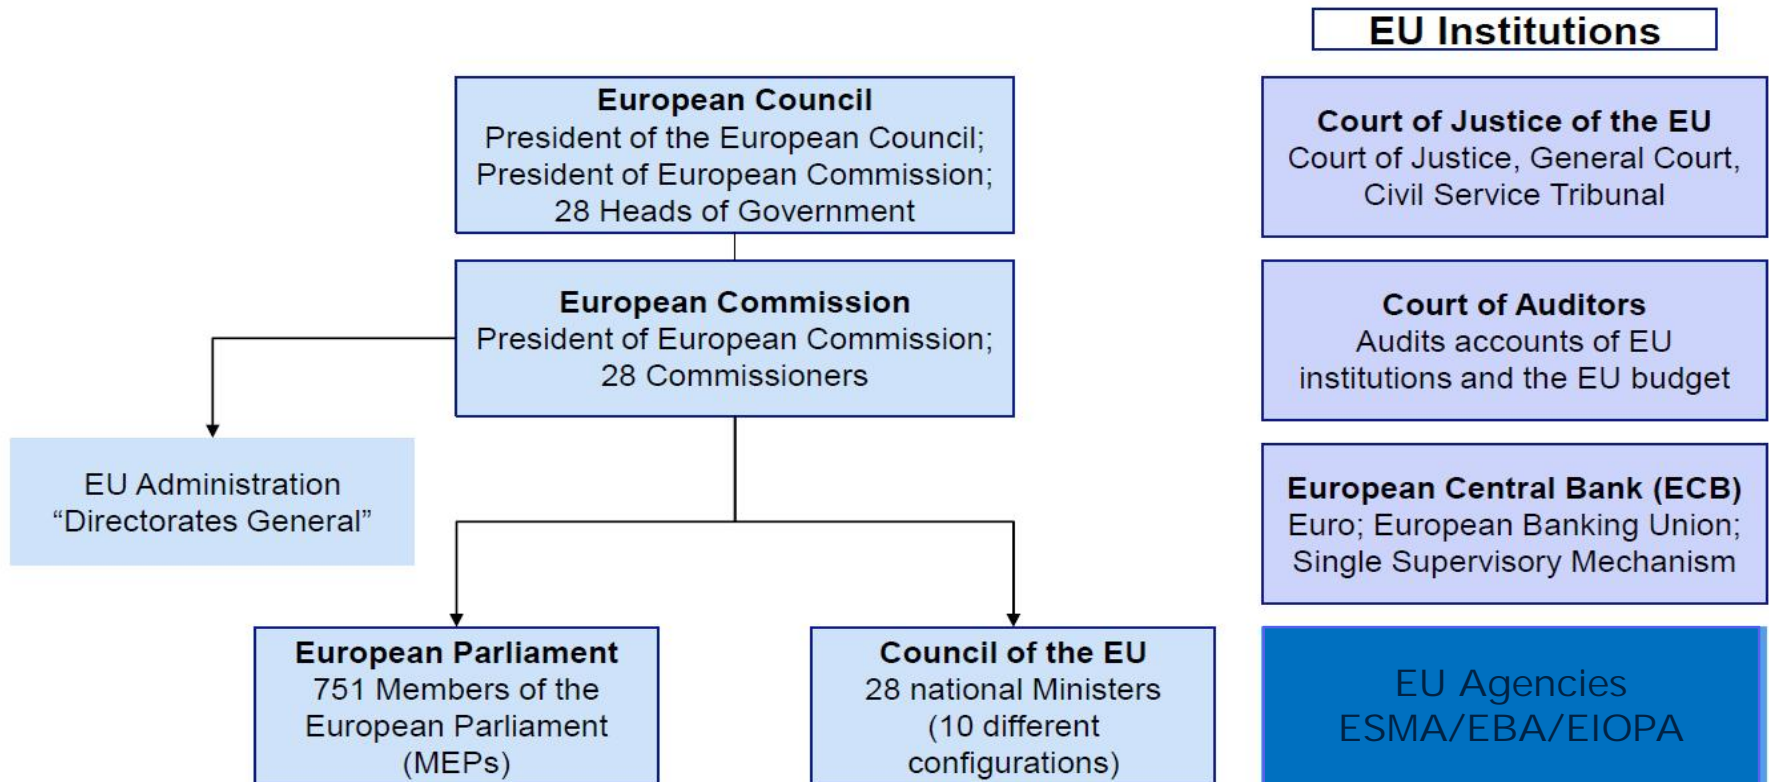 EU Institutions
European Council
President of the European Council;
President of European Commission;
28 Heads of Government
European Commission
President of European Commission;
28 Commissioners
EU Administration
“Directorates General”
European Parliament
751 Members of the
European Parliament
(MEPs)
Council of the EU
28 national Ministers
(10 different
configurations)
Court of Justice of the EU
Court of Justice, General Court,
Civil Service Tribunal
Court of Auditors
Audits accounts of EU
institutions and the EU budget
European Central Bank (ECB)
Euro; European Banking Union;
Single Supervisory Mechanism
EU Agencies
ESMA/EBA/EIOPA